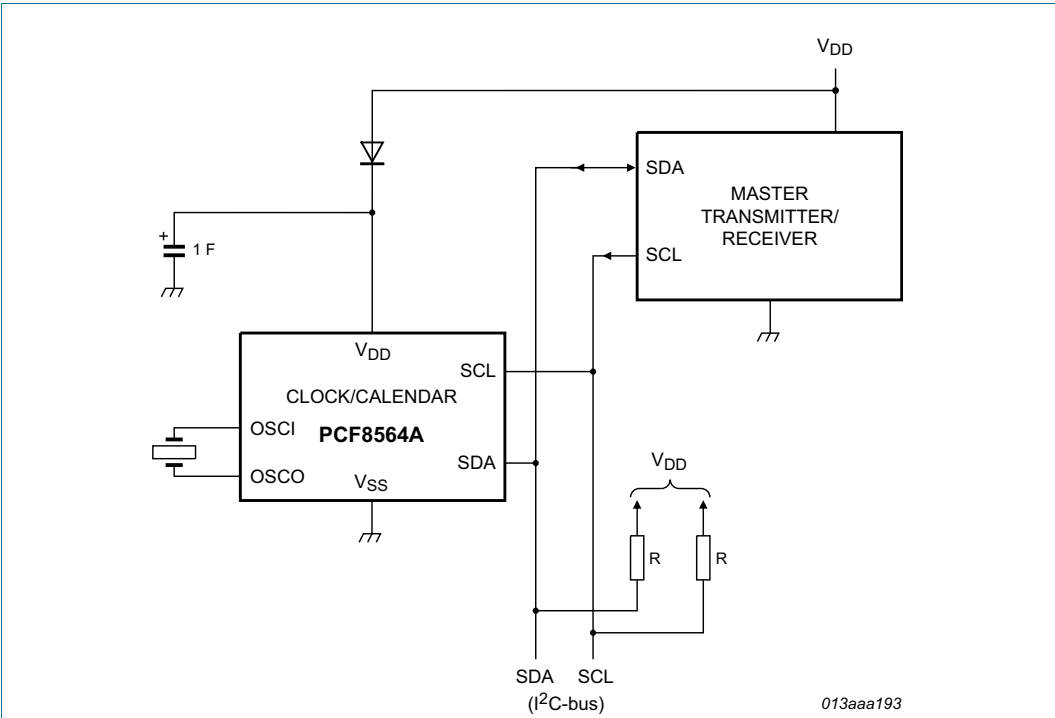 VDD
SDA
MASTER
TRANSMITTER/
RECEIVER
SCL
+
1 F
VDD
SCL
CLOCK/CALENDAR
OSCI
PCF8564A
SDA
OSCO
VSS
VDD
R
R
SDA
SCL
(I2C-bus)
013aaa193